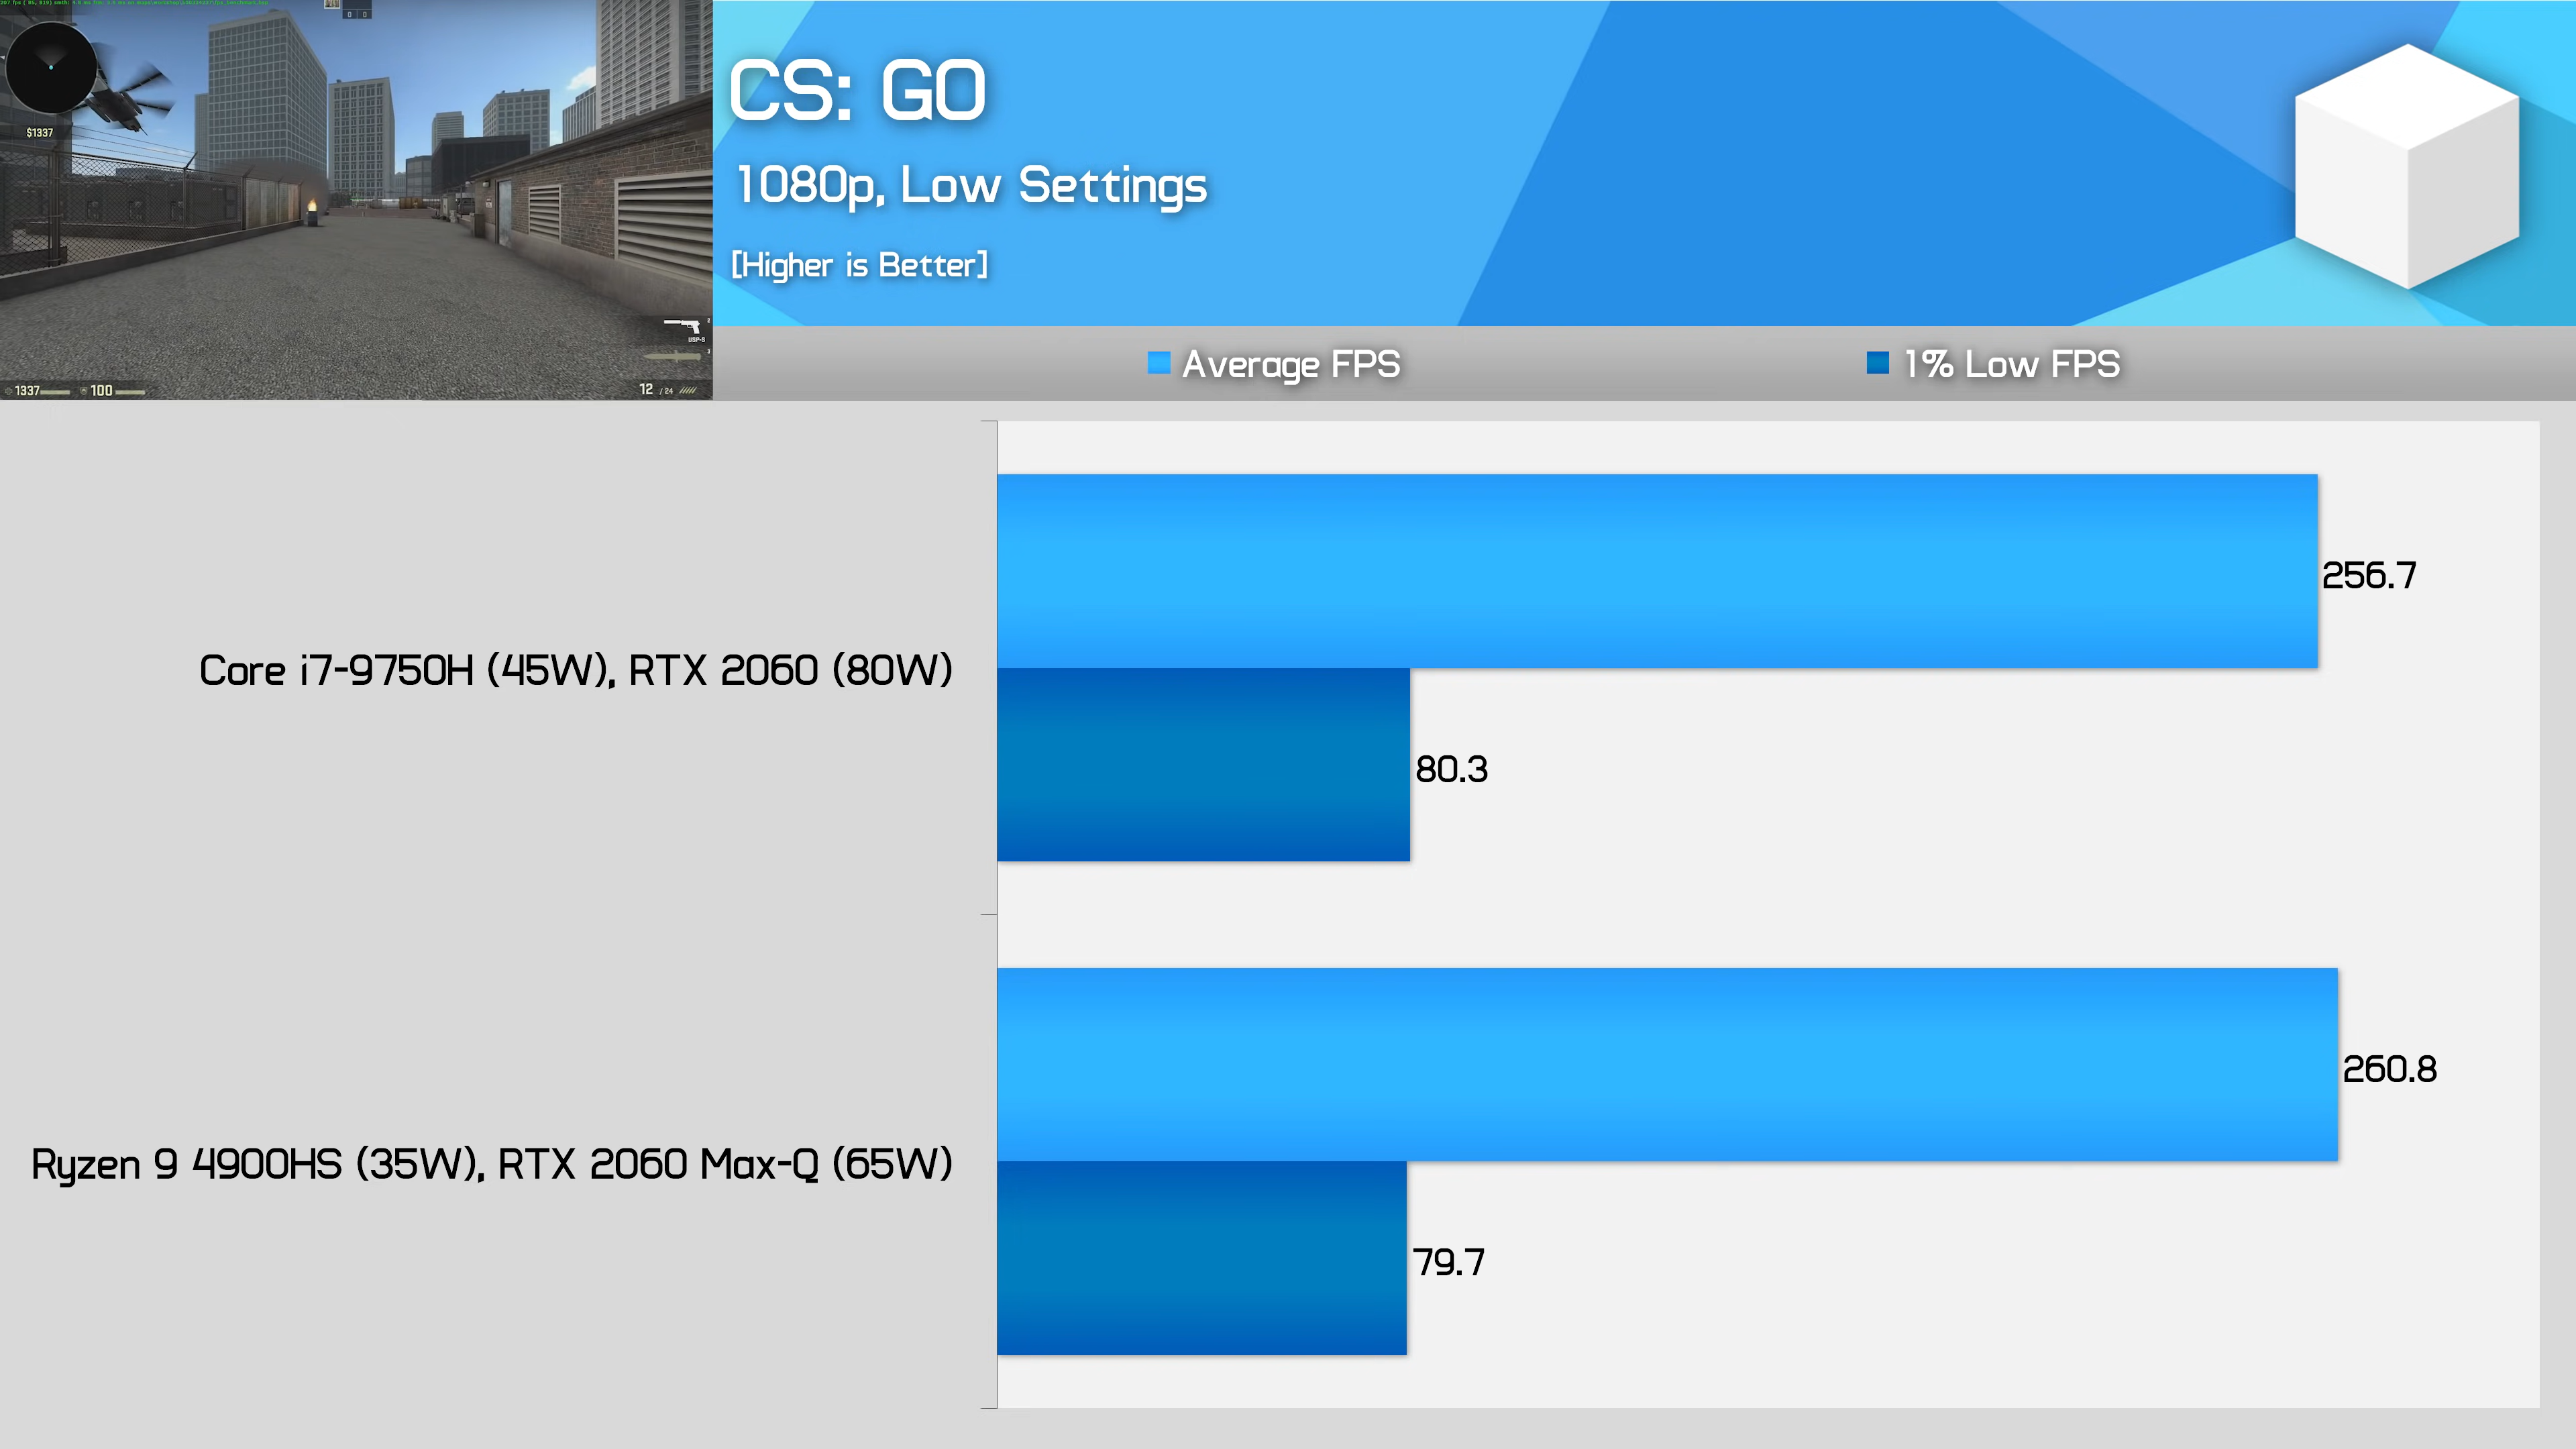 $1337
USP-S
1337
100
12 / 24
CS: GO
1080p, Low Settings
[Higher is Better]
Average FPS
1% Low FPS
Core i7-9750H (45W), RTX 2060 (80W)
256.7
80.3
Ryzen 9 4900HS (35W), RTX 2060 Max-Q (65W)
260.8
79.7